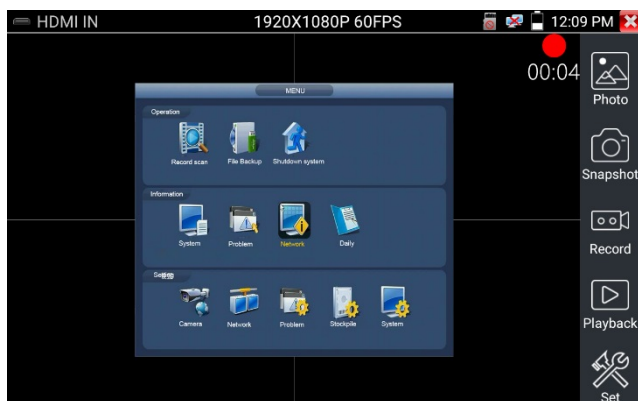 HDMI IN 1920X1080P 60FPS 12:09 PM
00:04
Photo
Snapshot
Record
Playback
Set
MENU
Operation
Record scan File Backup Shutdown system
Information
System Problem Network Daily
Camera Network Problem Stockpile System